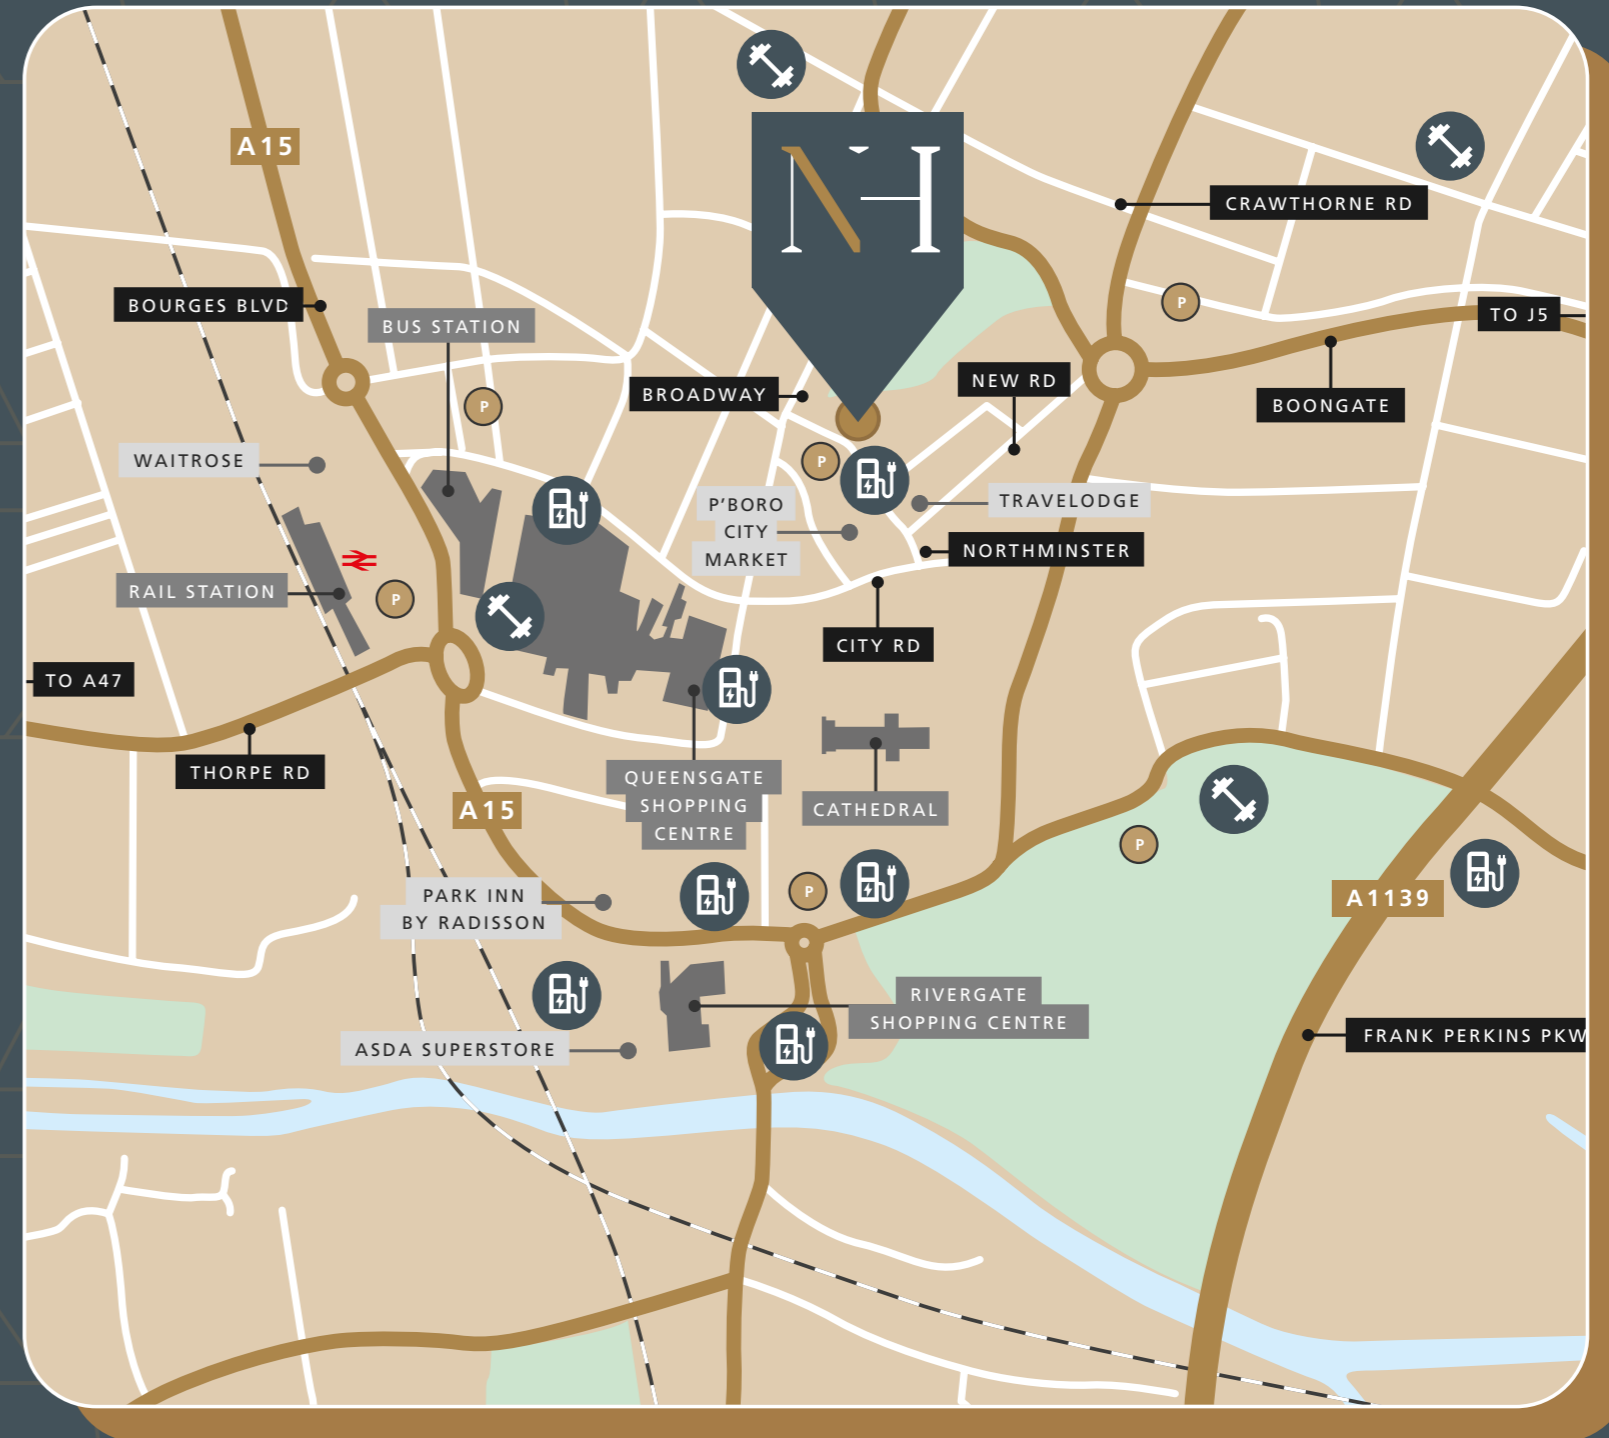 A15
NH
CRAWTHORNE RD
P
BOURGES BLVD
BUS STATION
TO J5
P
BROADWAY
NEW RD
BOONGATE
WAITROSE
P
P'BORO
CITY
MARKET
TRAVELODGE
NORTHMINSTER
RAIL STATION
P
CITY RD
TO A47
THORPE RD
QUEENSGATE
SHOPPING
CENTRE
CATHEDRAL
A15
P
PARK INN
BY RADISSON
P
A1139
RIVERGATE
SHOPPING CENTRE
ASDA SUPERSTORE
FRANK PERKINS PKW